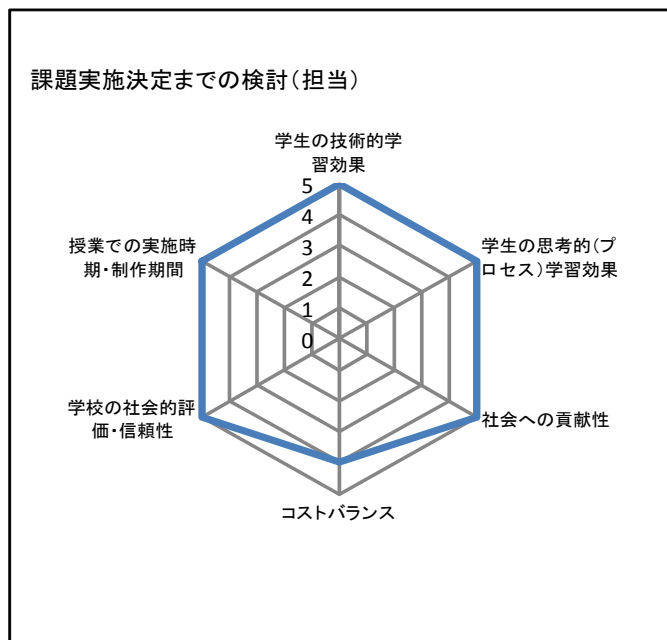 課題実施決定までの検討(担当)
学生の技術的学
習効果
5
4
3
2
1
0
学生の思考的(プ
ロセス)学習効果
社会への貢献性
コストバランス
学校の社会的評
価・信頼性
授業での実施時
期・制作期間